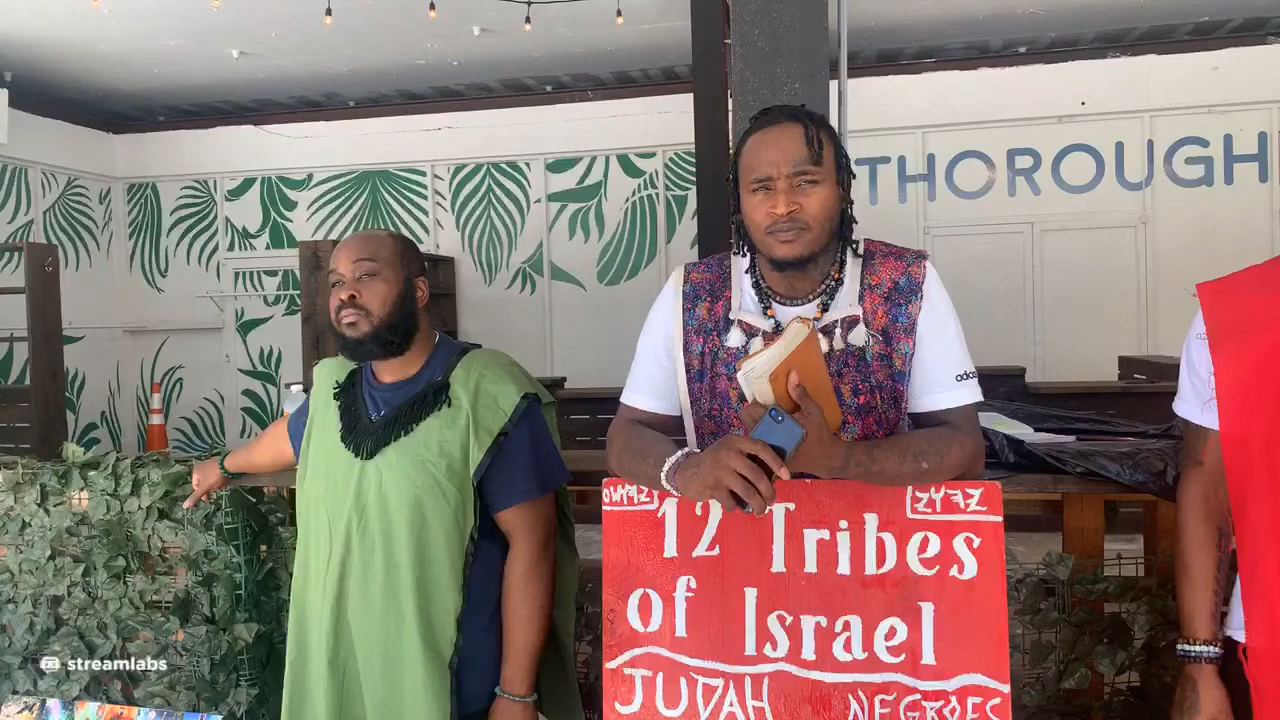 THOROUGH
adidas
12 Tribes
of Israel
JUDAH NEGROES
streamlabs